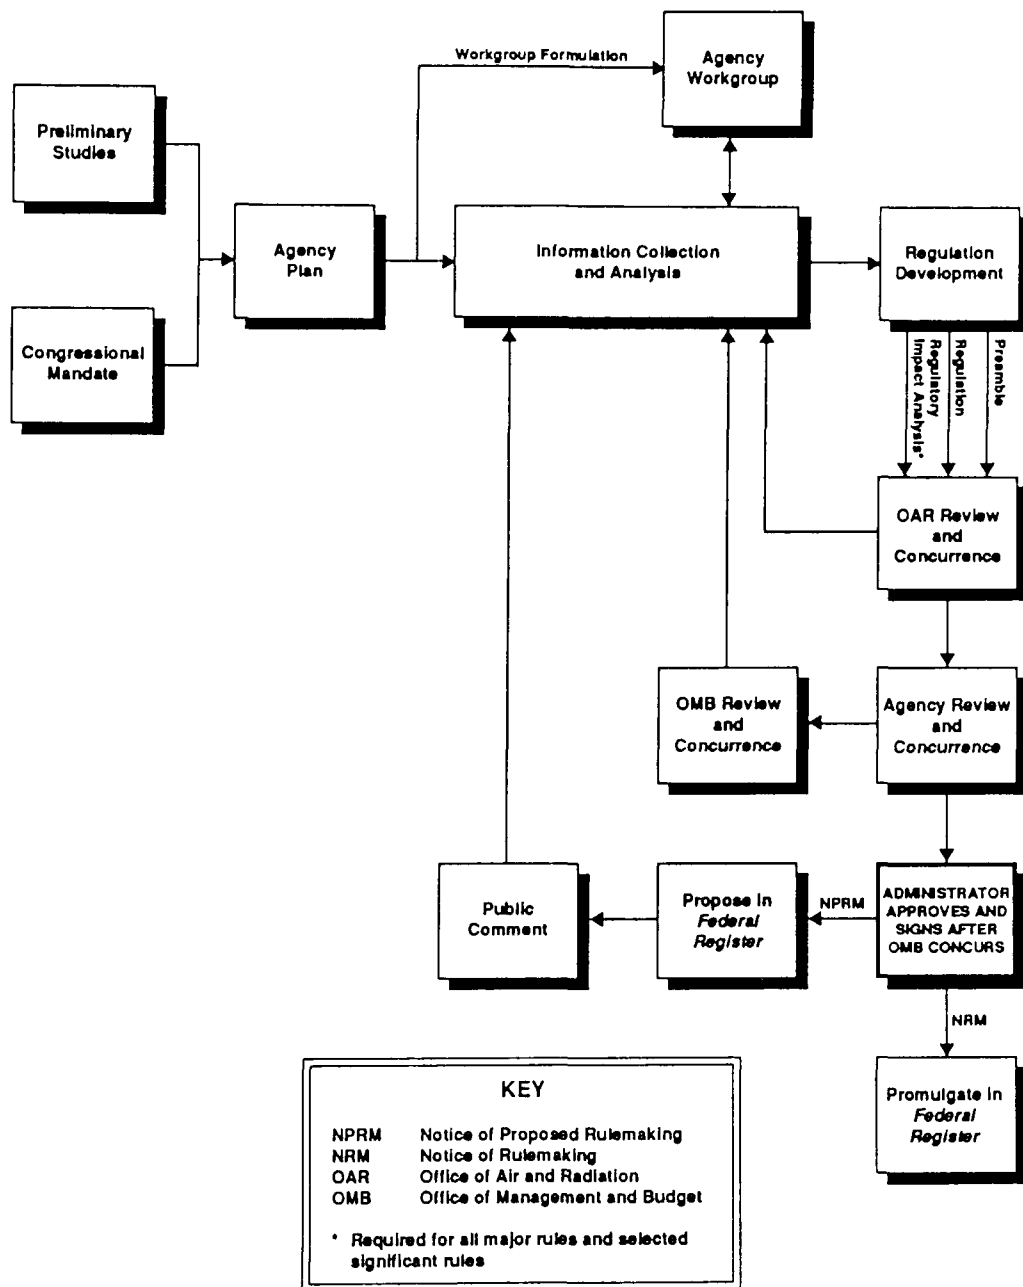 Workgroup Formulation
Agency
Workgroup
Preliminary
Studies
Agency
Plan
Information Collection
and Analysis
Regulation
Development
Congressional
Mandate
Regulatory
Impact Analysis*
Regulation
Preamble
OAR Review
and
Concurrence
OMB Review
and
Concurrence
Agency Review
and
Concurrence
Public
Comment
Propose in
Federal
Register
NPRM
ADMINISTRATOR
APPROVES AND
SIGNS AFTER
OMB CONCURS
NRM
Promulgate in
Federal
Register
KEY
NPRM Notice of Proposed Rulemaking
NRM Notice of Rulemaking
OAR Office of Air and Radiation
OMB Office of Management and Budget
* Required for all major rules and selected
significant rules